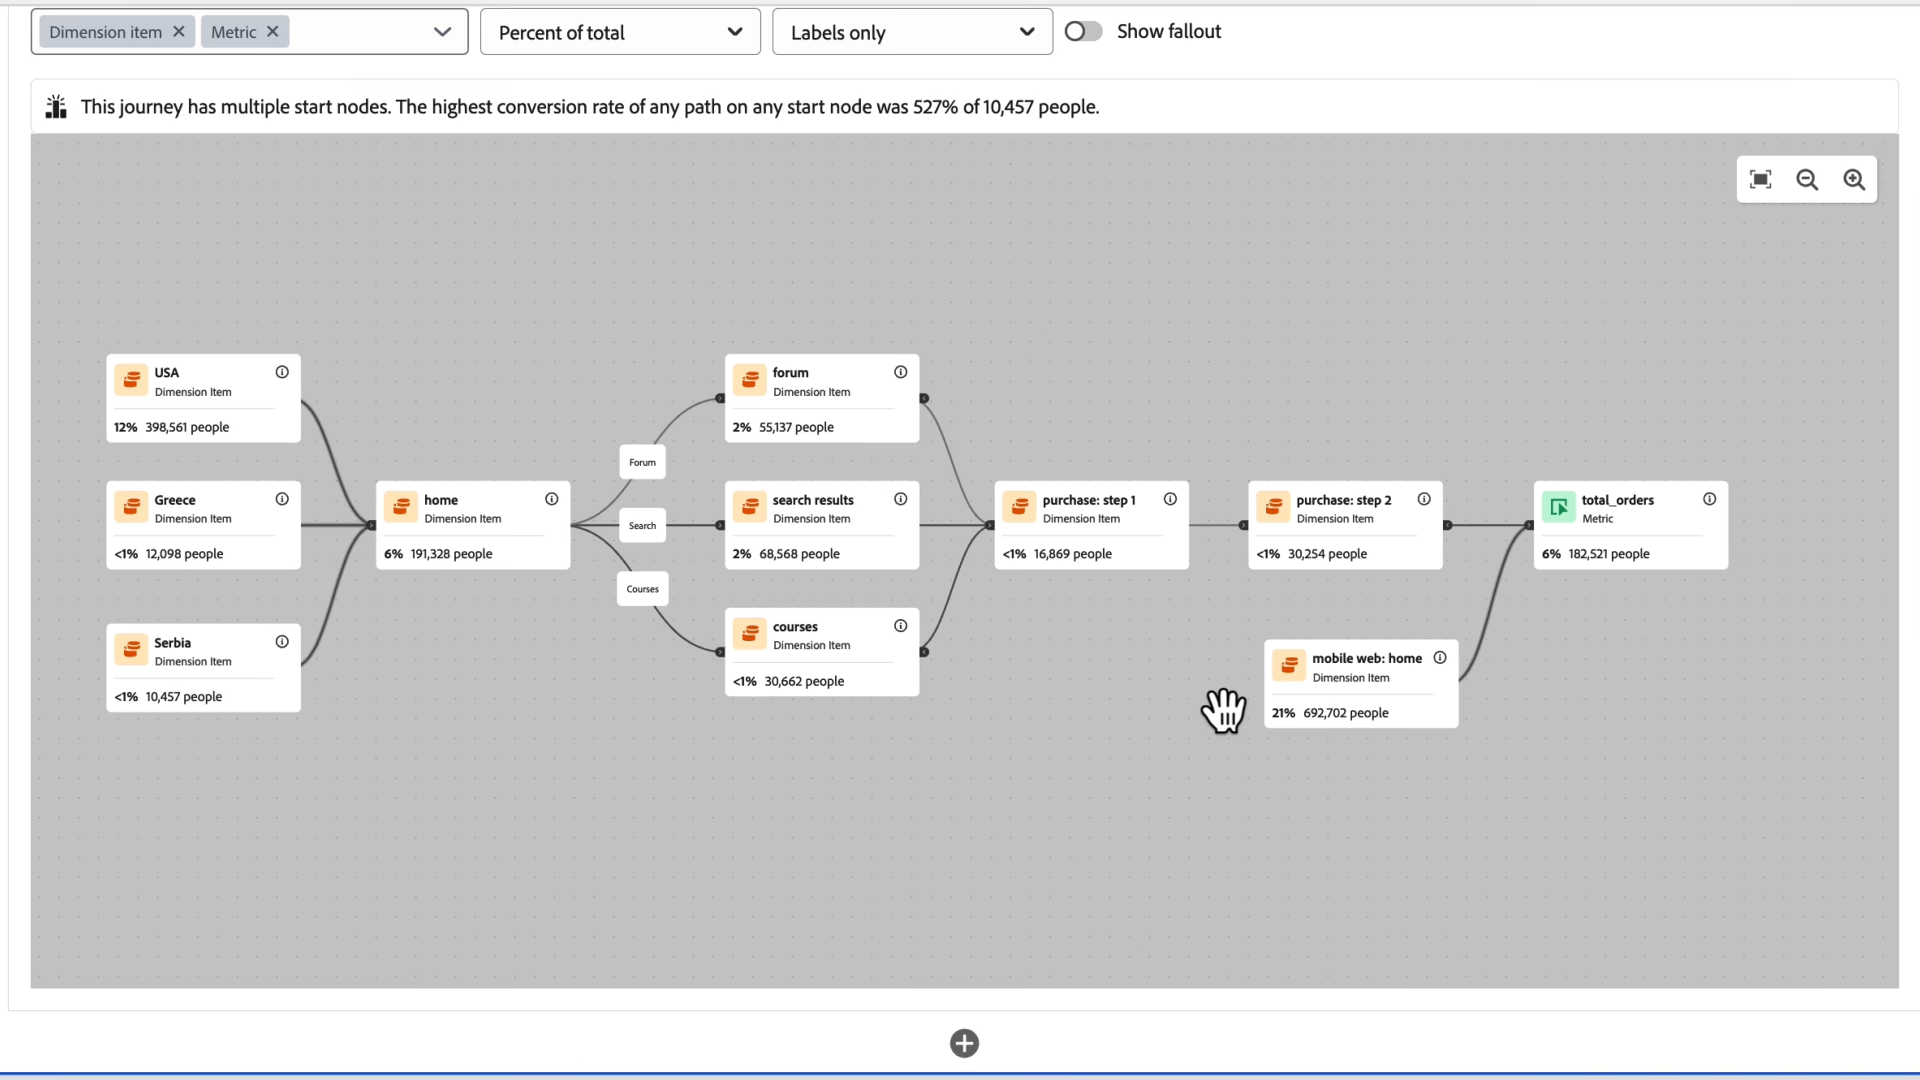 Dimension item
Metric
Percent of total
Labels only
Show fallout
This journey has multiple start nodes. The highest conversion rate of any path on any start node was 527% of 10,457 people.
USA
Dimension Item
12% 398,561 people
Greece
Dimension Item
<1% 12,098 people
Serbia
Dimension Item
<1% 10,457 people
home
Dimension Item
6% 191,328 people
Forum
Search
Courses
forum
Dimension Item
2% 55,137 people
search results
Dimension Item
2% 68,568 people
courses
Dimension Item
<1% 30,662 people
purchase: step 1
Dimension Item
<1% 16,869 people
purchase: step 2
Dimension Item
<1% 30,254 people
mobile web: home
Dimension Item
21% 692,702 people
total_orders
Metric
6% 182,521 people